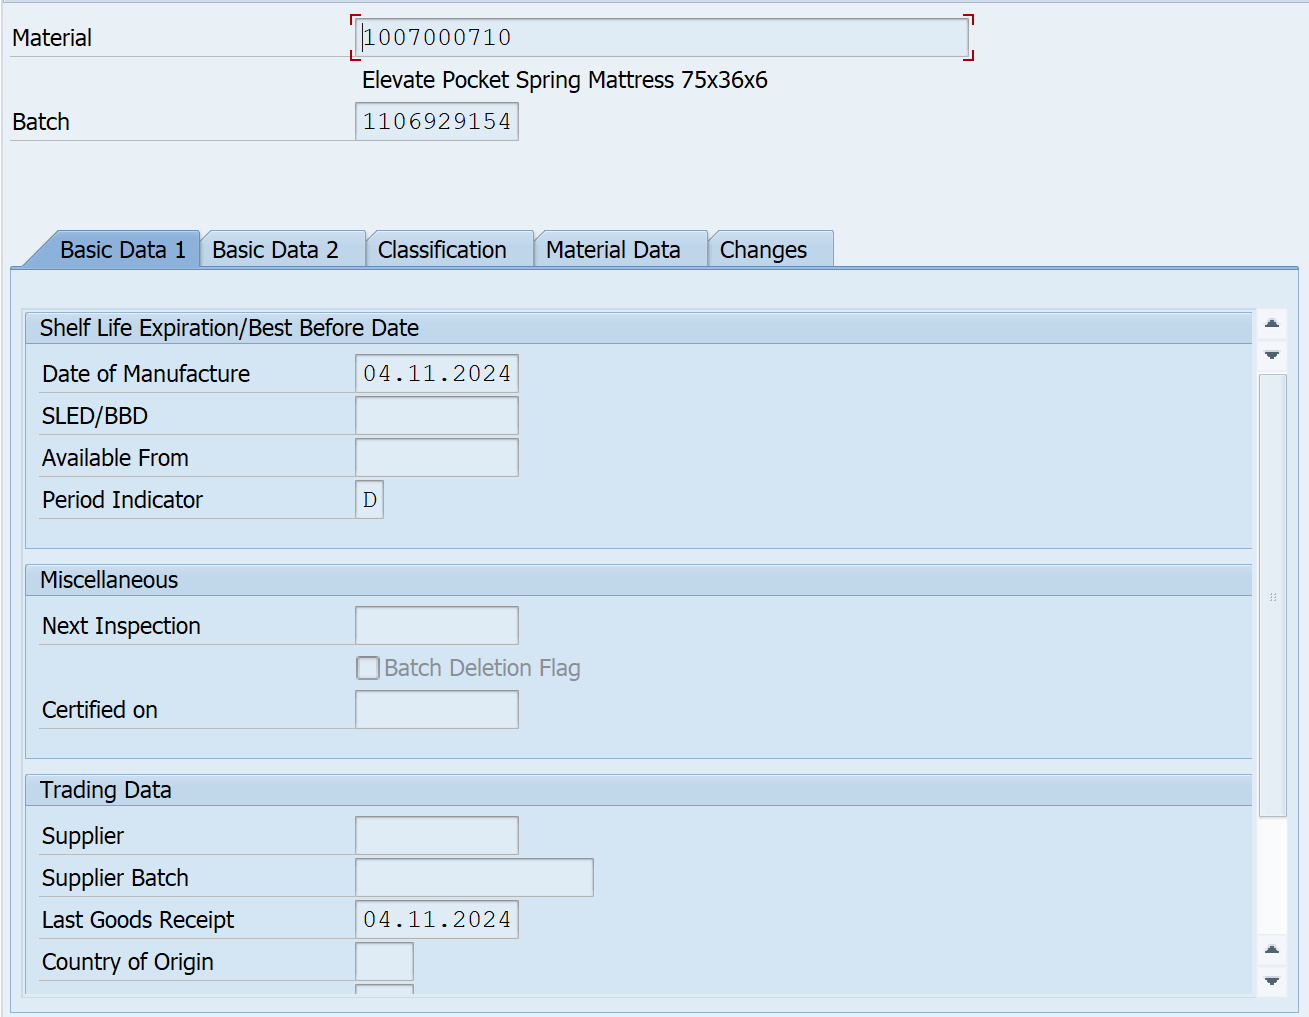 Material 1007000710
Elevate Pocket Spring Mattress 75x36x6
Batch 1106929154
Basic Data 1 Basic Data 2 Classification Material Data Changes
Shelf Life Expiration/Best Before Date
Date of Manufacture 04.11.2024
SLED/BBD
Available From
Period Indicator D
Miscellaneous
Next Inspection
Batch Deletion Flag
Certified on
Trading Data
Supplier
Supplier Batch
Last Goods Receipt 04.11.2024
Country of Origin